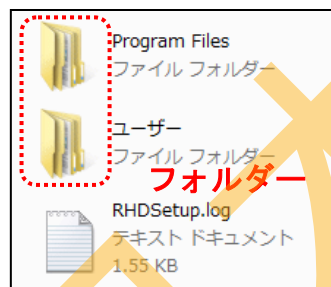 Program Files
ファイル フォルダー
ユーザー
ファイル フォルダー
フォルダー
RHDSetup.log
テキスト ドキュメント
1.55 KB